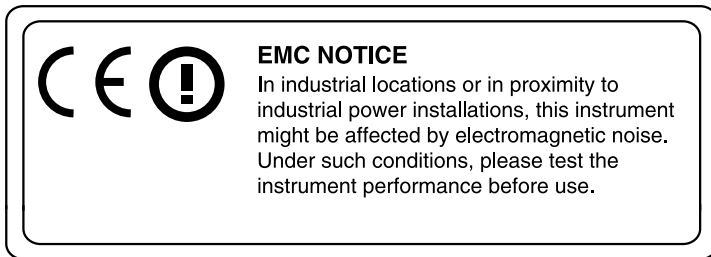 CE
EMC NOTICE
In industrial locations or in proximity to
industrial power installations, this instrument
might be affected by electromagnetic noise.
Under such conditions, please test the
instrument performance before use.